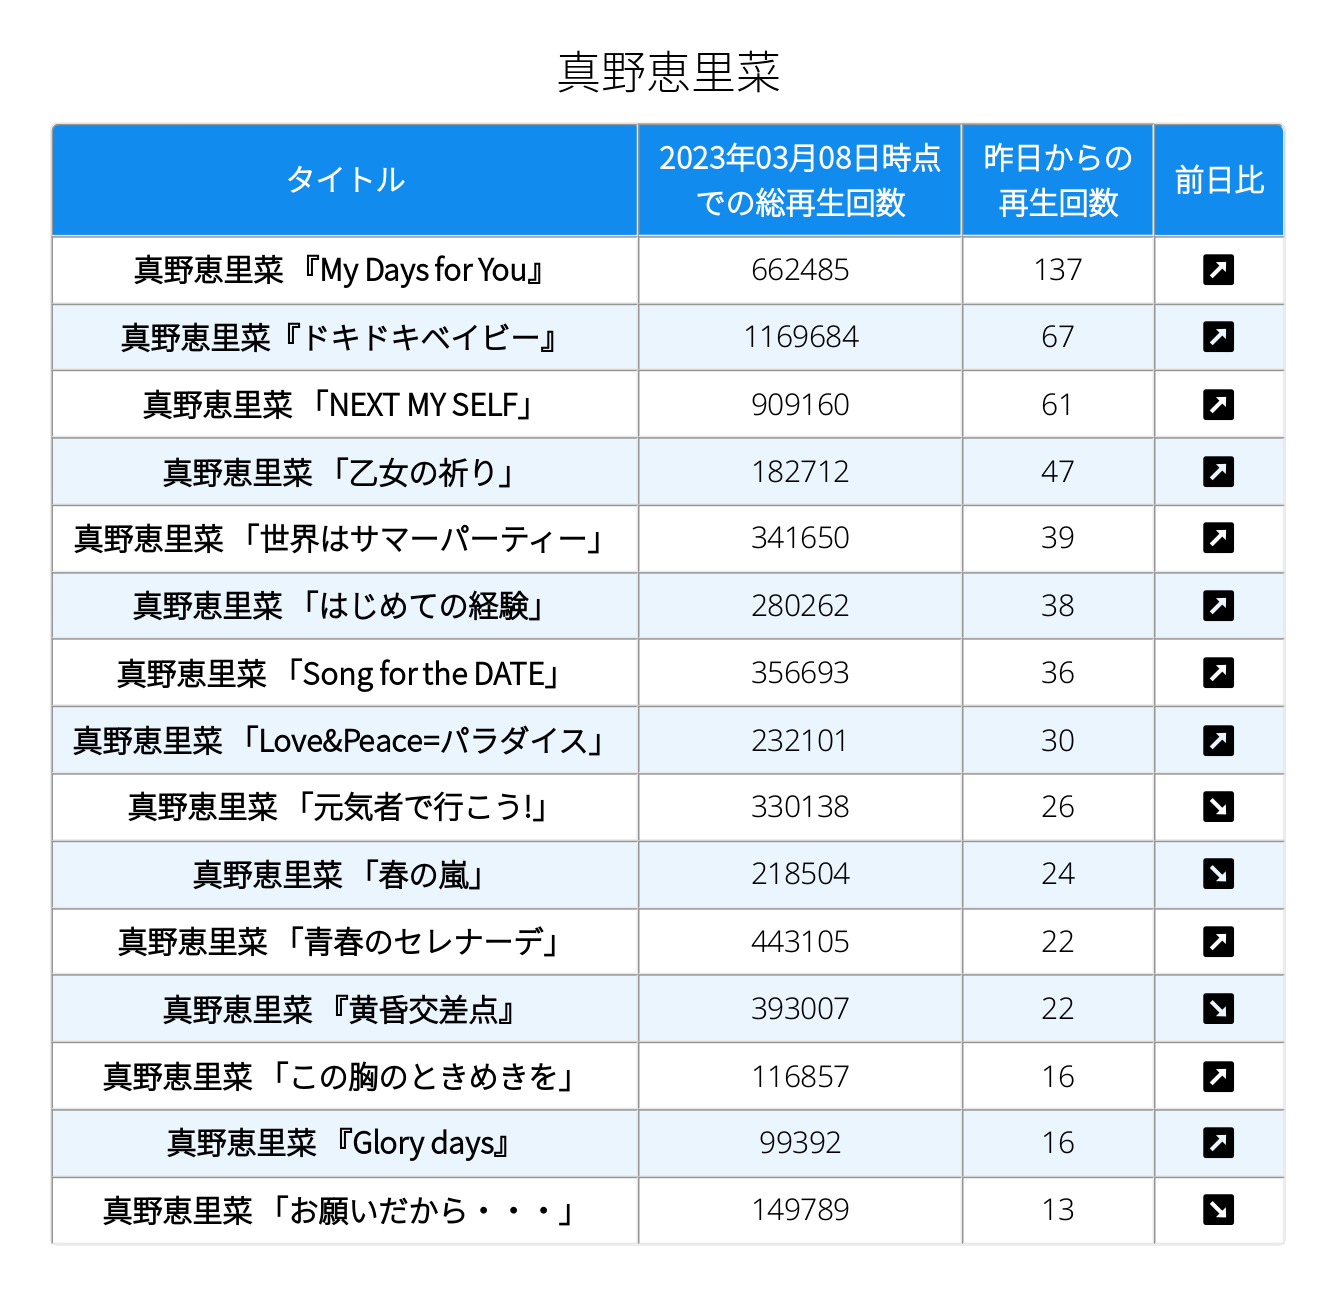 真野恵里菜
タイトル
2023年03月08日時点
での総再生回数
昨日からの
再生回数
前日比
真野恵里菜 『My Days for You』 662485 137
真野恵里菜『ドキドキベイビー』 1169684 67
真野恵里菜 「NEXT MY SELF」 909160 61
真野恵里菜 「乙女の祈り」 182712 47
真野恵里菜 「世界はサマーパーティー」 341650 39
真野恵里菜 「はじめての経験」 280262 38
真野恵里菜 「Song for the DATE」 356693 36
真野恵里菜 「Love&Peace=パラダイス」 232101 30
真野恵里菜 「元気者で行こう!」 330138 26
真野恵里菜 「春の嵐」 218504 24
真野恵里菜 「青春のセレナーデ」 443105 22
真野恵里菜 『黄昏交差点』 393007 22
真野恵里菜 「この胸のときめきを」 116857 16
真野恵里菜 『Glory days』 99392 16
真野恵里菜 「お願いだから・・・」 149789 13